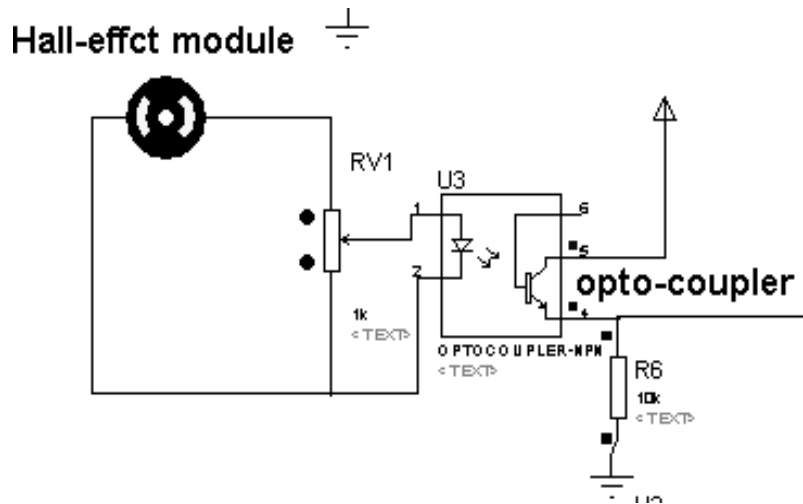 Hall-effct module
RV1
U3
1
6
5
2
opto-coupler
4
1k
<TEXT>
OPTOCOUPLER-NPN
<TEXT>
R6
10k
<TEXT>